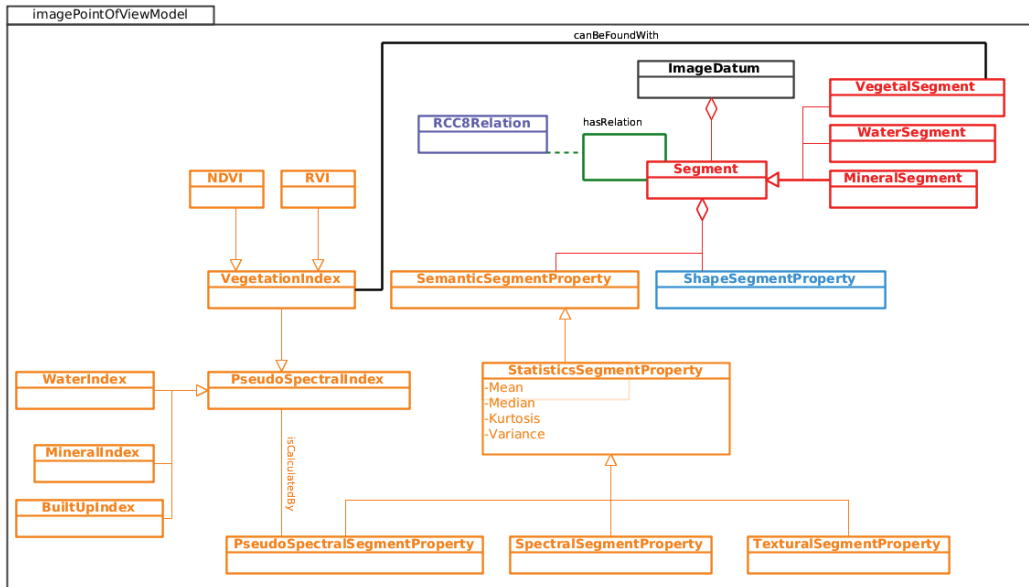 imagePointOfViewModel
canBeFoundWith
ImageDatum
VegetalSegment
RCC8Relation
hasRelation
WaterSegment
NDVI
RVI
Segment
MineralSegment
VegetationIndex
SemanticSegmentProperty
ShapeSegmentProperty
WaterIndex
PseudoSpectralIndex
StatisticsSegmentProperty
-Mean
-Median
-Kurtosis
-Variance
MineralIndex
isCalculatedBy
BuiltUpIndex
PseudoSpectralSegmentProperty
SpectralSegmentProperty
TexturalSegmentProperty